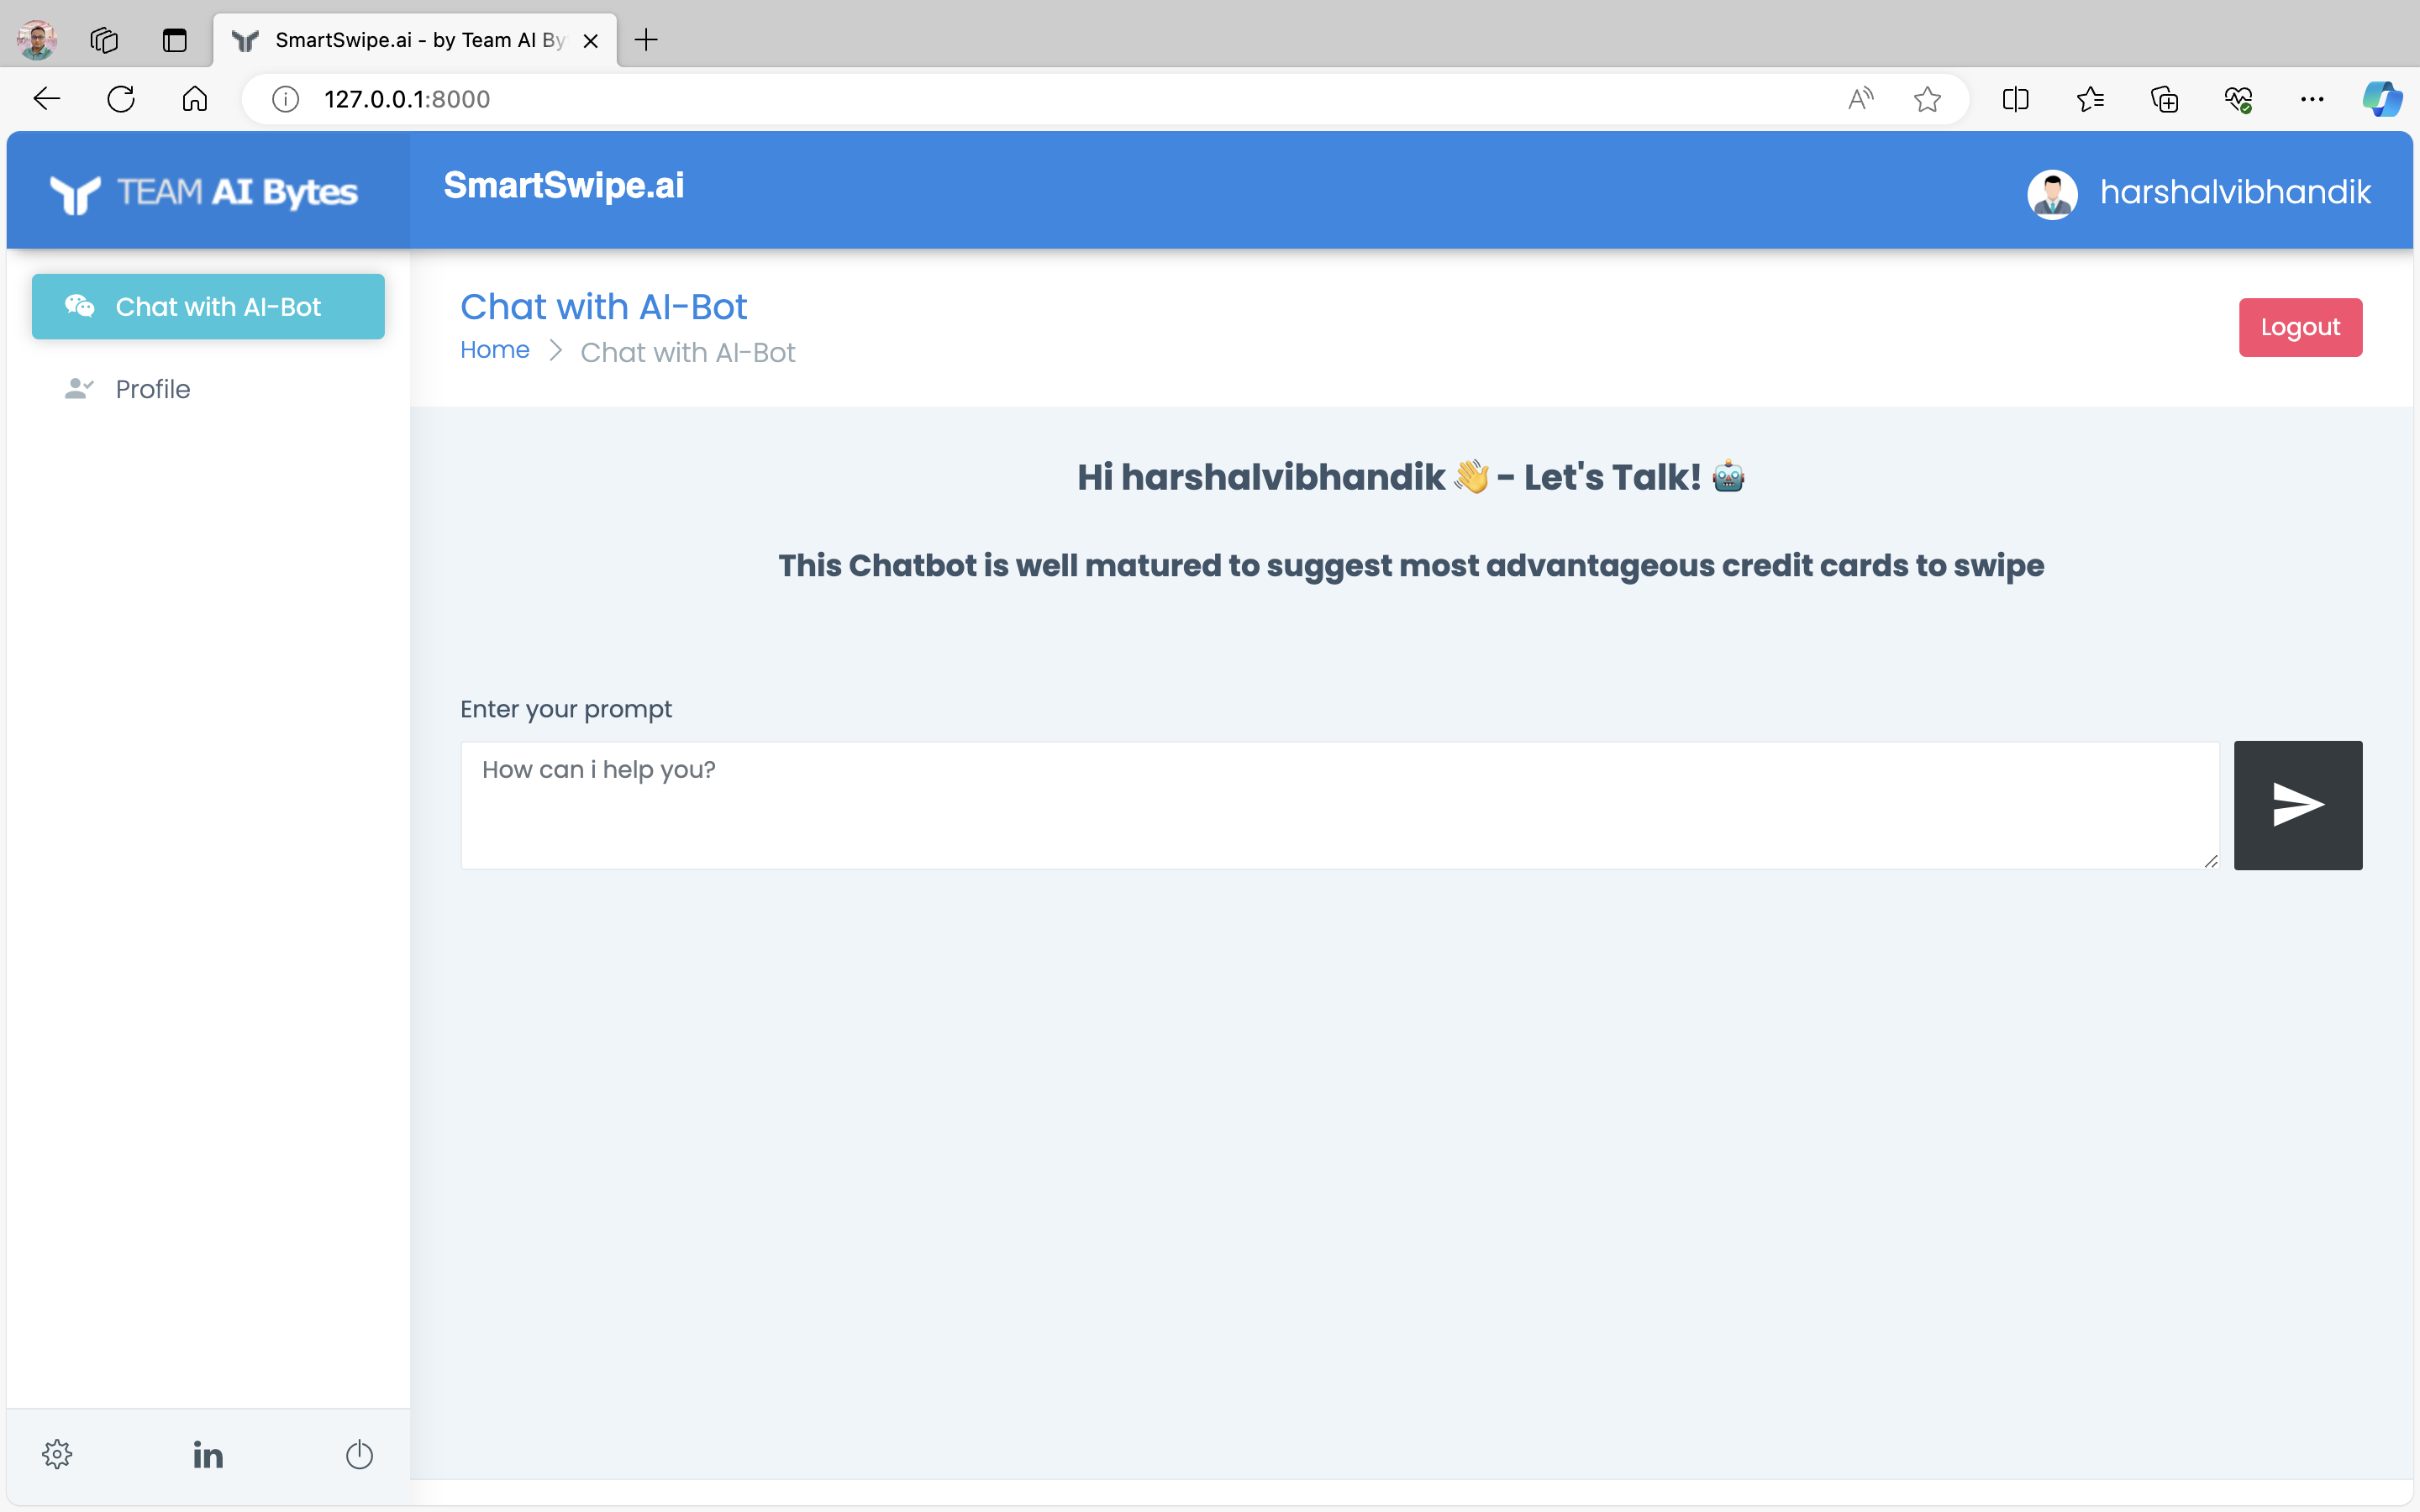 SmartSwipe.ai - by Team AI By
127.0.0.1:8000
TEAM AI Bytes
SmartSwipe.ai
harshalvibhandik
Chat with AI-Bot
Profile
Chat with AI-Bot
Home > Chat with AI-Bot
Logout
Hi harshalvibhandik 👋 - Let's Talk! 🤖
This Chatbot is well matured to suggest most advantageous credit cards to swipe
Enter your prompt
How can i help you?
in